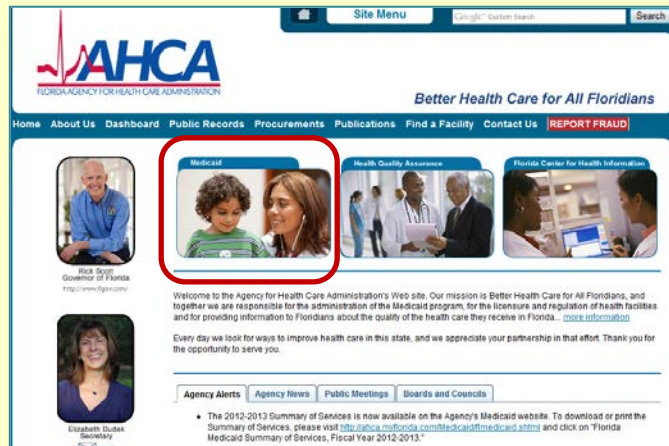 Site Menu
Google™ Custom Search
Search
AHCA
FLORIDA AGENCY FOR HEALTH CARE ADMINISTRATION
Better Health Care for All Floridians
Home About Us Dashboard Public Records Procurements Publications Find a Facility Contact Us REPORT FRAUD
Medicaid
Health Quality Assurance
Florida Center for Health Information
Rick Scott
Governor of Florida
http://www.flgov.com/
Welcome to the Agency for Health Care Administration's Web site. Our mission is Better Health Care for All Floridians, and
together we are responsible for the administration of the Medicaid program, for the licensure and regulation of health facilities
and for providing information to Floridians about the quality of the health care they receive in Florida... more information
Every day we look for ways to improve health care in this state, and we appreciate your partnership in that effort. Thank you for
the opportunity to serve you.
Agency Alerts Agency News Public Meetings Boards and Councils
• The 2012-2013 Summary of Services is now available on the Agency's Medicaid website. To download or print the
Summary of Services, please visit http://ahca.myflorida.com/Medicaid/flmedicaid.shtml and click on "Florida
Medicaid Summary of Services, Fiscal Year 2012-2013."
Elizabeth Dudek
Secretary